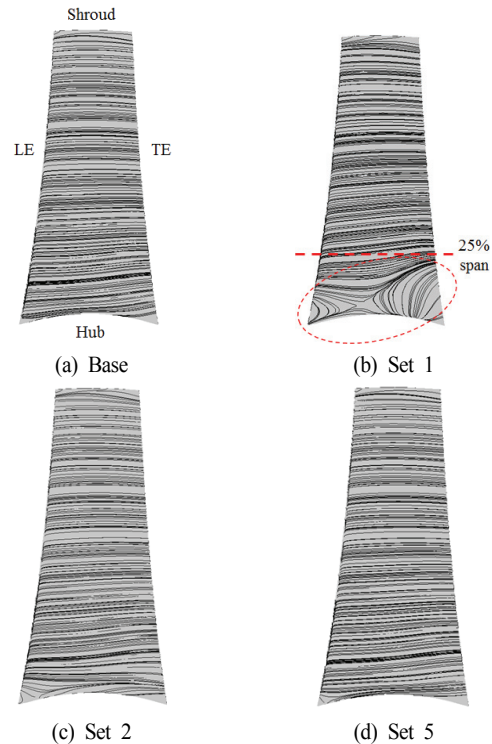 Shroud
LE
TE
Hub
(a) Base
25%
span
(b) Set 1
(c) Set 2
(d) Set 5